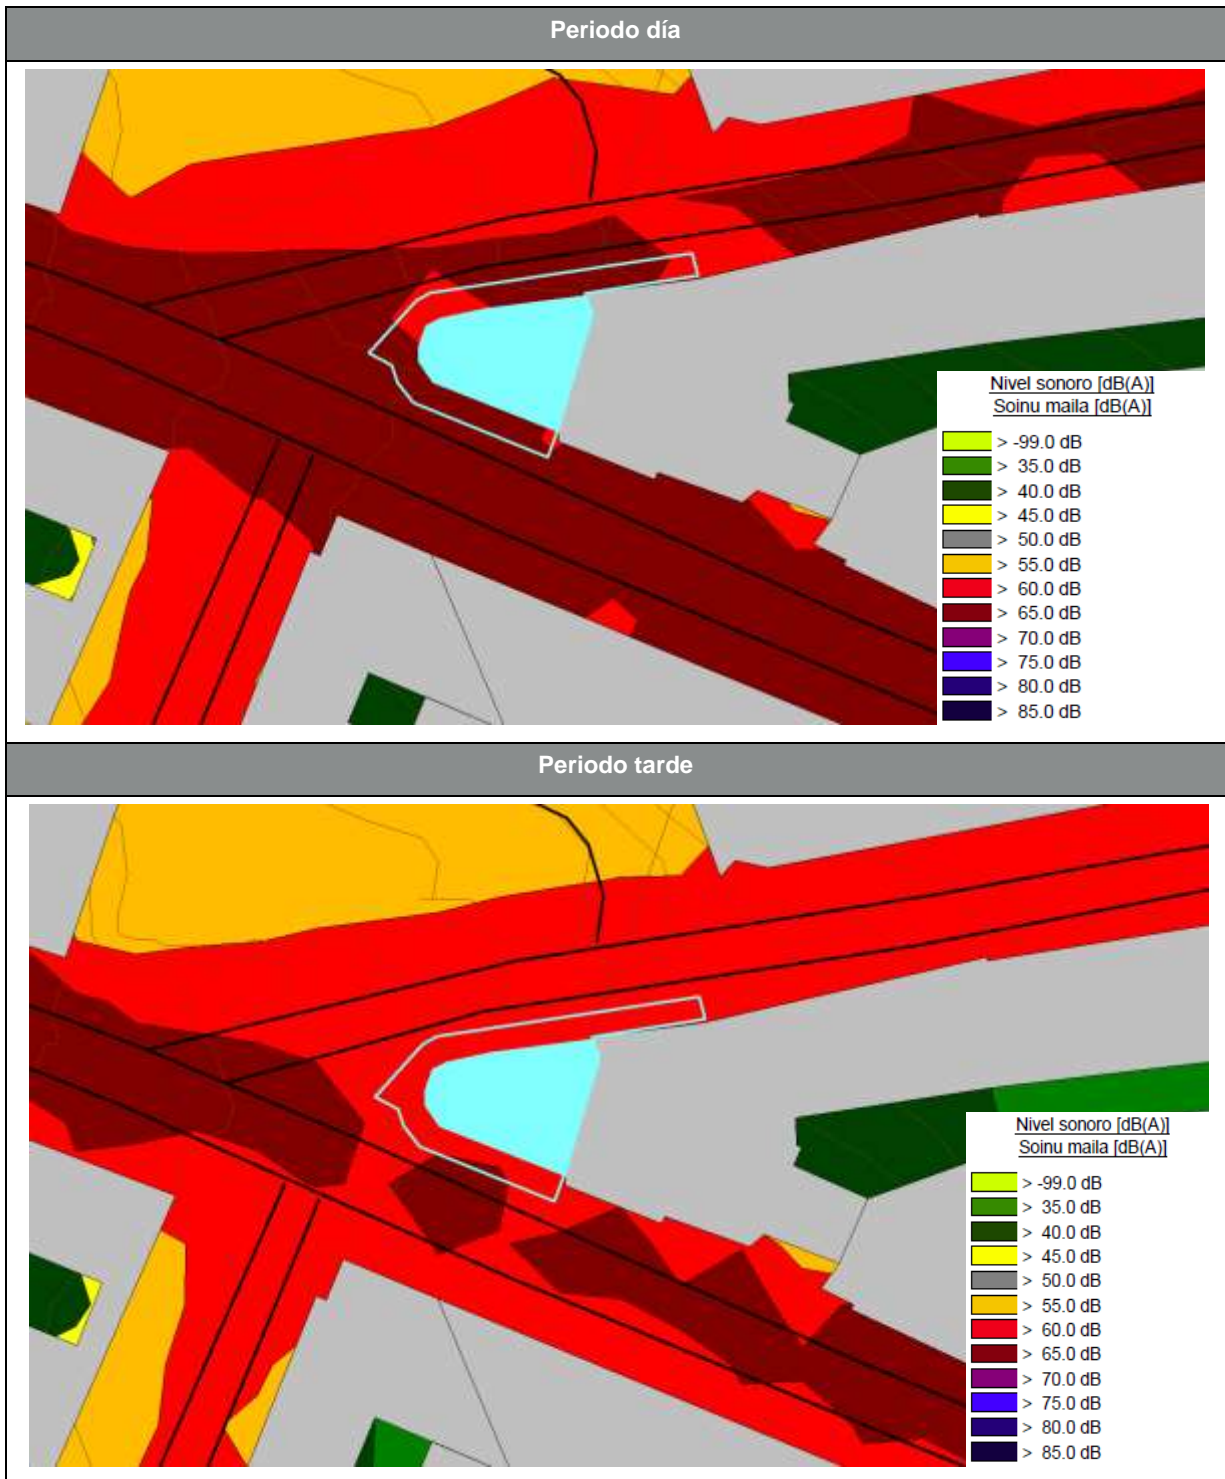 Periodo día
Nivel sonoro [dB(A)]
Soinu maila [dB(A)]
> -99.0 dB
> 35.0 dB
> 40.0 dB
> 45.0 dB
> 50.0 dB
> 55.0 dB
> 60.0 dB
> 65.0 dB
> 70.0 dB
> 75.0 dB
> 80.0 dB
> 85.0 dB
Periodo tarde
Nivel sonoro [dB(A)]
Soinu maila [dB(A)]
> -99.0 dB
> 35.0 dB
> 40.0 dB
> 45.0 dB
> 50.0 dB
> 55.0 dB
> 60.0 dB
> 65.0 dB
> 70.0 dB
> 75.0 dB
> 80.0 dB
> 85.0 dB